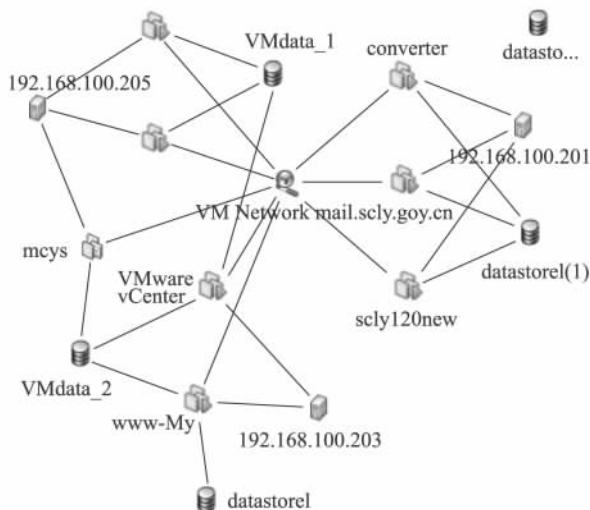 VMdata_1
converter
datasto...
192.168.100.205
192.168.100.201
VM Network mail.scly.goy.cn
mcys
VMware
vCenter
datastorel(1)
scly120new
VMdata_2
www-My
192.168.100.203
datastorel